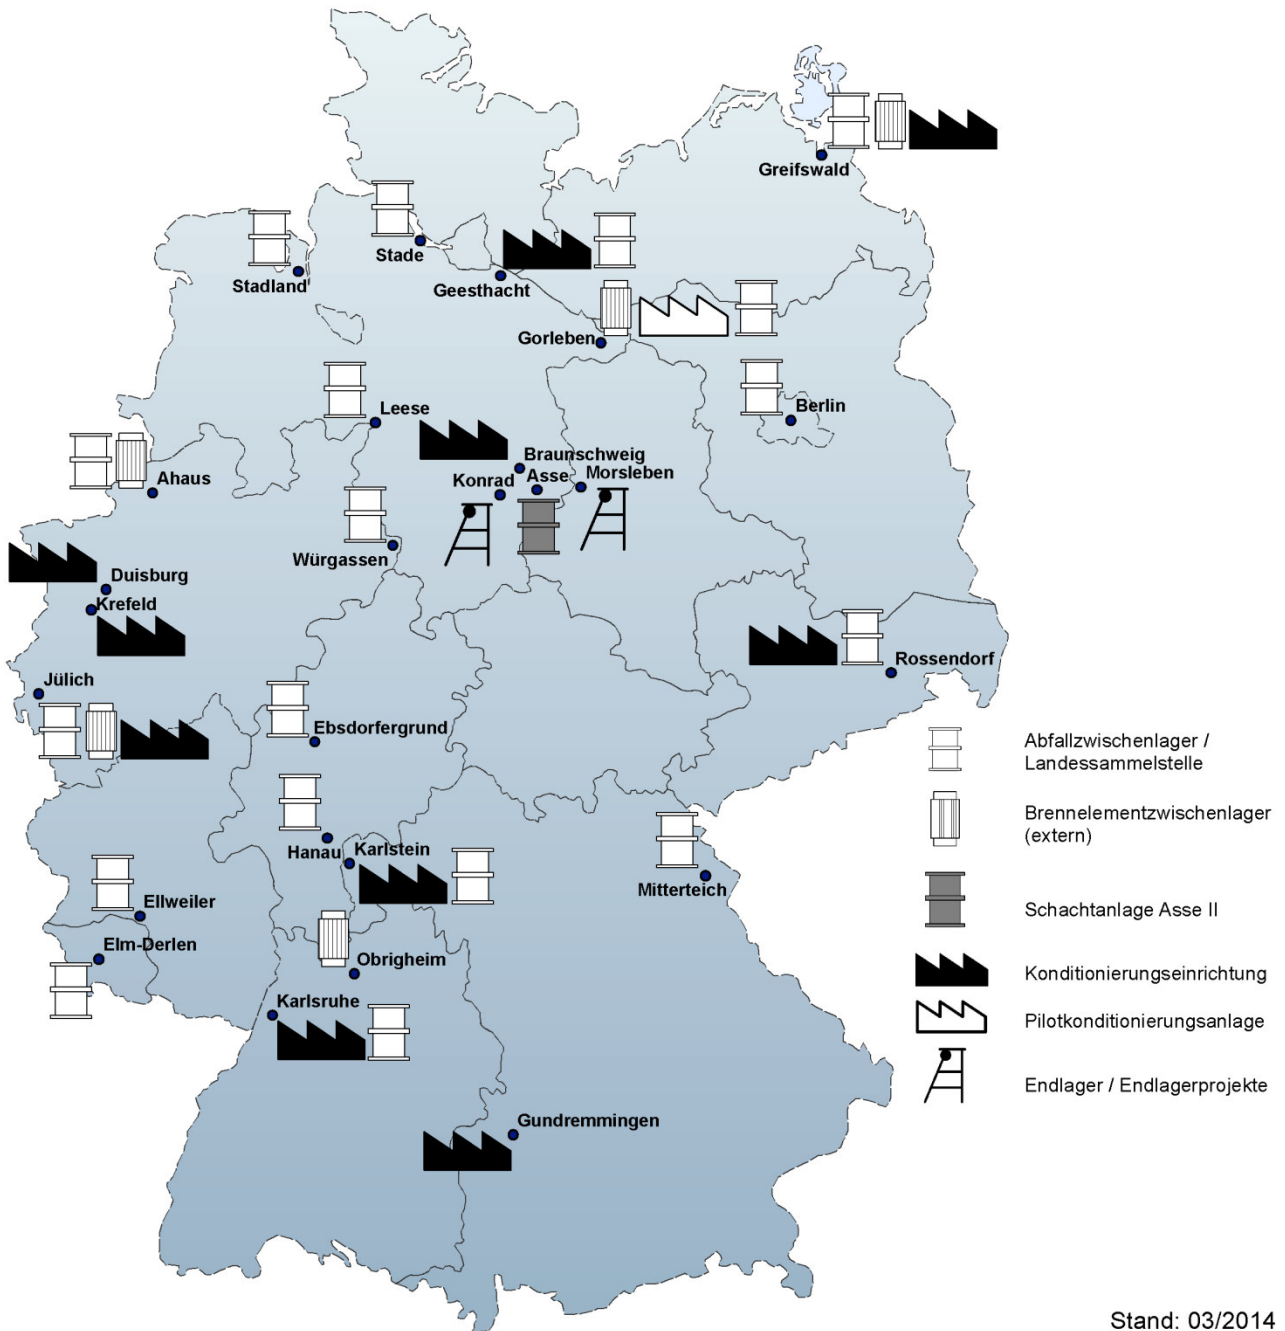 Greifswald
Stade
Stadland
Geesthacht
Gorleben
Leese
Berlin
Braunschweig
Konrad
Asse
Morsleben
Ahaus
Würgassen
Duisburg
Krefeld
Rossendorf
Jülich
Ebsdorfergrund
Hanau
Karlstein
Mitterteich
Ellweiler
Elm-Derlen
Obrigheim
Karlsruhe
Gundremmingen
Abfallzwischenlager /
Landessammelstelle
Brennelementzwischenlager
(extern)
Schachtanlage Asse II
Konditionierungseinrichtung
Pilotkonditionierungsanlage
Endlager / Endlagerprojekte
Stand: 03/2014